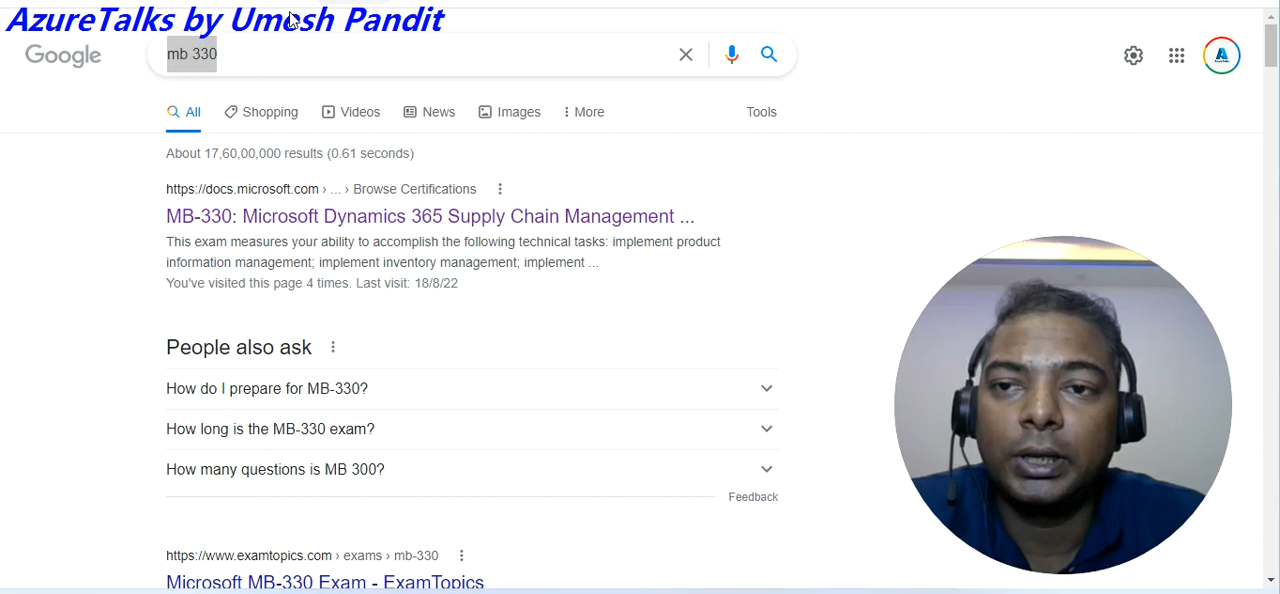 AzureTalks by Umesh Pandit
Google
mb 330
All Shopping Videos News Images More Tools
About 17,60,00,000 results (0.61 seconds)
https://docs.microsoft.com › ... › Browse Certifications
MB-330: Microsoft Dynamics 365 Supply Chain Management ...
This exam measures your ability to accomplish the following technical tasks: implement product
information management; implement inventory management; implement ...
You've visited this page 4 times. Last visit: 18/8/22
People also ask
How do I prepare for MB-330?
How long is the MB-330 exam?
How many questions is MB 300?
Feedback
https://www.examtopics.com › exams › mb-330
Microsoft MB-330 Exam - ExamTopics